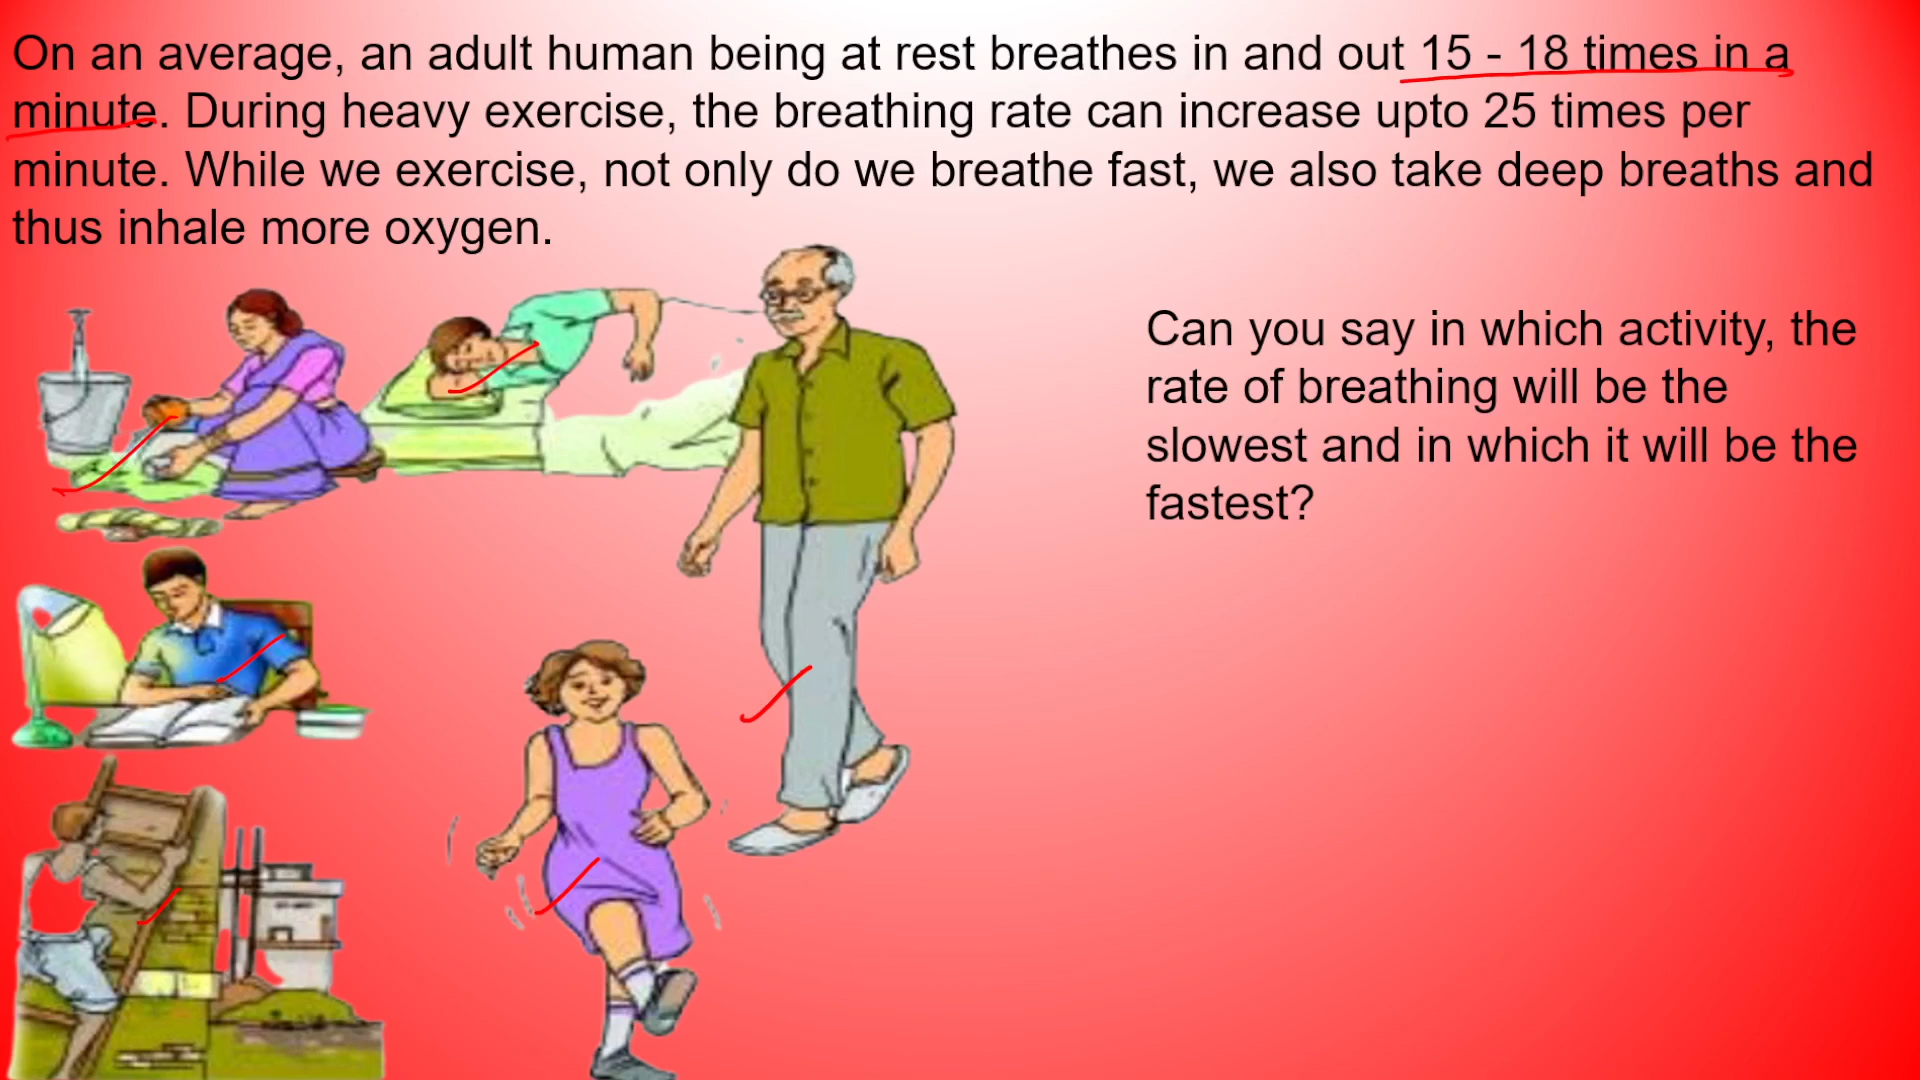 On an average, an adult human being at rest breathes in and out 15 - 18 times in a
minute. During heavy exercise, the breathing rate can increase upto 25 times per
minute. While we exercise, not only do we breathe fast, we also take deep breaths and
thus inhale more oxygen.
Can you say in which activity, the
rate of breathing will be the
slowest and in which it will be the
fastest?